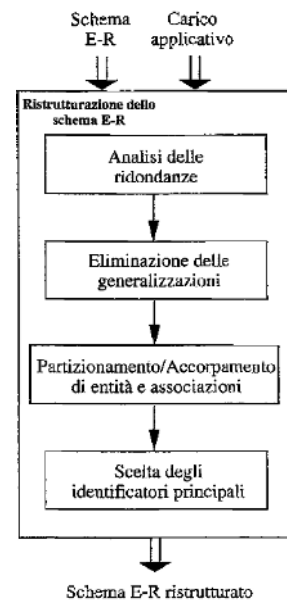 Schema
E-R
Carico
applicativo
Ristrutturazione dello
schema E-R
Analisi delle
ridondanze
Eliminazione delle
generalizzazioni
Partizionamento/Accorpamento
di entità e associazioni
Scelta degli
identificatori principali
Schema E-R ristrutturato